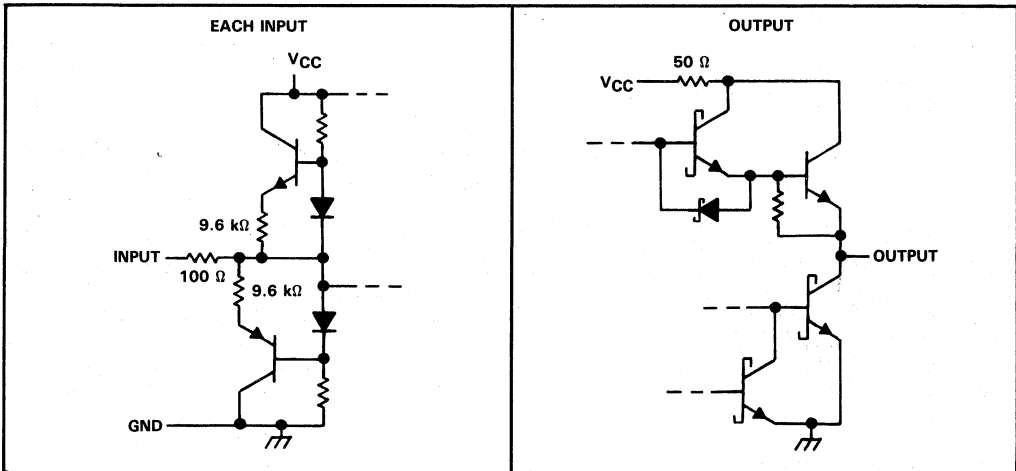 EACH INPUT
VCC
9.6 kΩ
INPUT
100 Ω
9.6 kΩ
GND
OUTPUT
50 Ω
VCC
OUTPUT